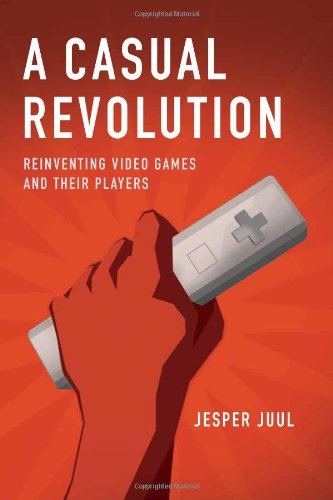 A CASUAL
REVOLUTION
REINVENTING VIDEO GAMES
AND THEIR PLAYERS
JESPER JUUL